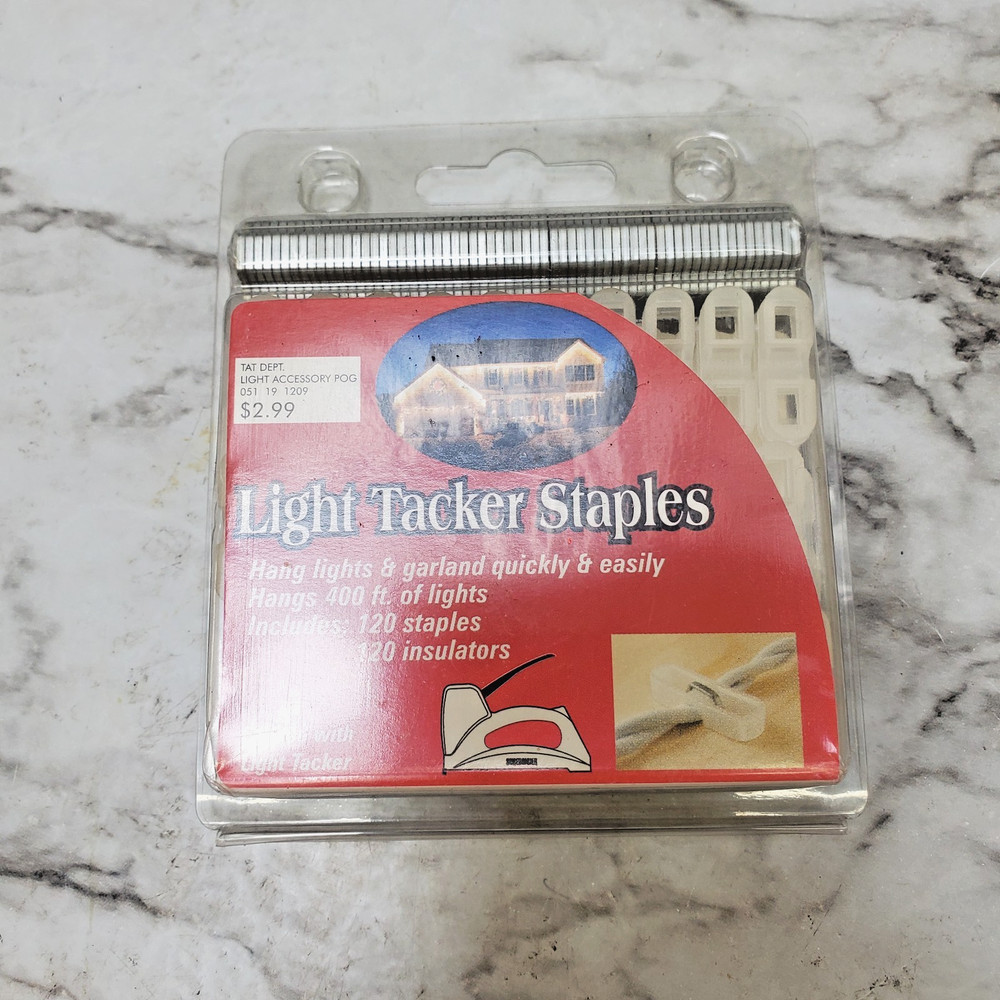 TAT DEPT.
LIGHT ACCESSORY POG
051 19 1209
$2.99
Light Tacker Staples
Hang lights & garland quickly & easily
Hangs 400 ft. of lights
Includes: 120 staples
120 insulators
with
Light Tacker